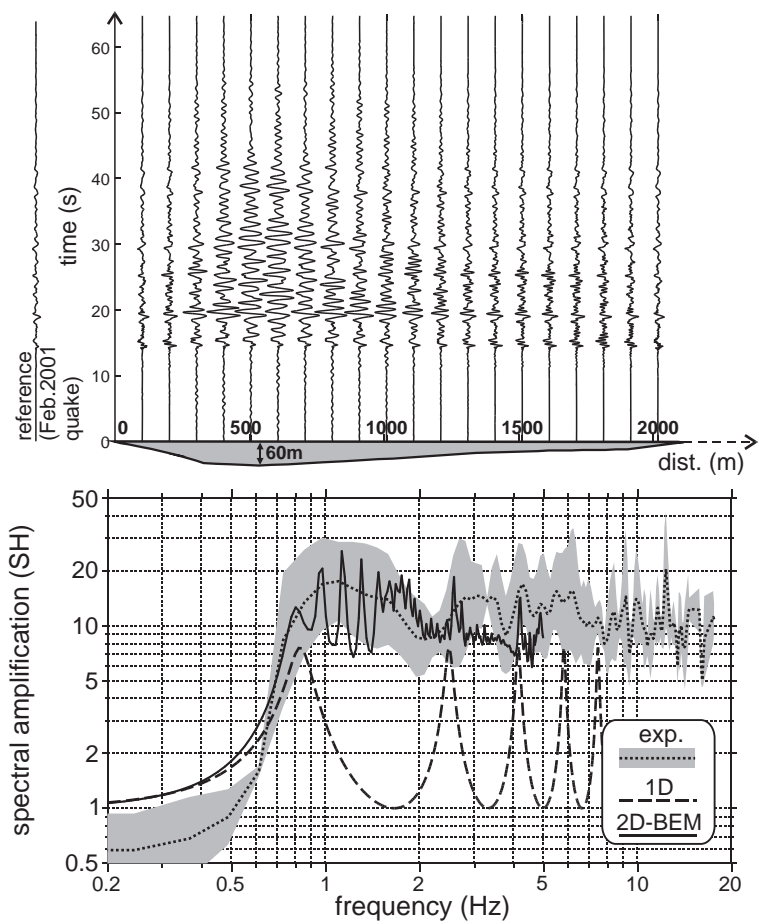 60
50
40
30
20
10
0
time (s)
reference
(Feb.2001
quake)
0 500 1000 1500 2000
60m
dist. (m)
spectral amplification (SH)
50
20
10
5
2
1
0.5
exp.
1D
2D-BEM
0.2 0.5 1 2 5 10 20
frequency (Hz)